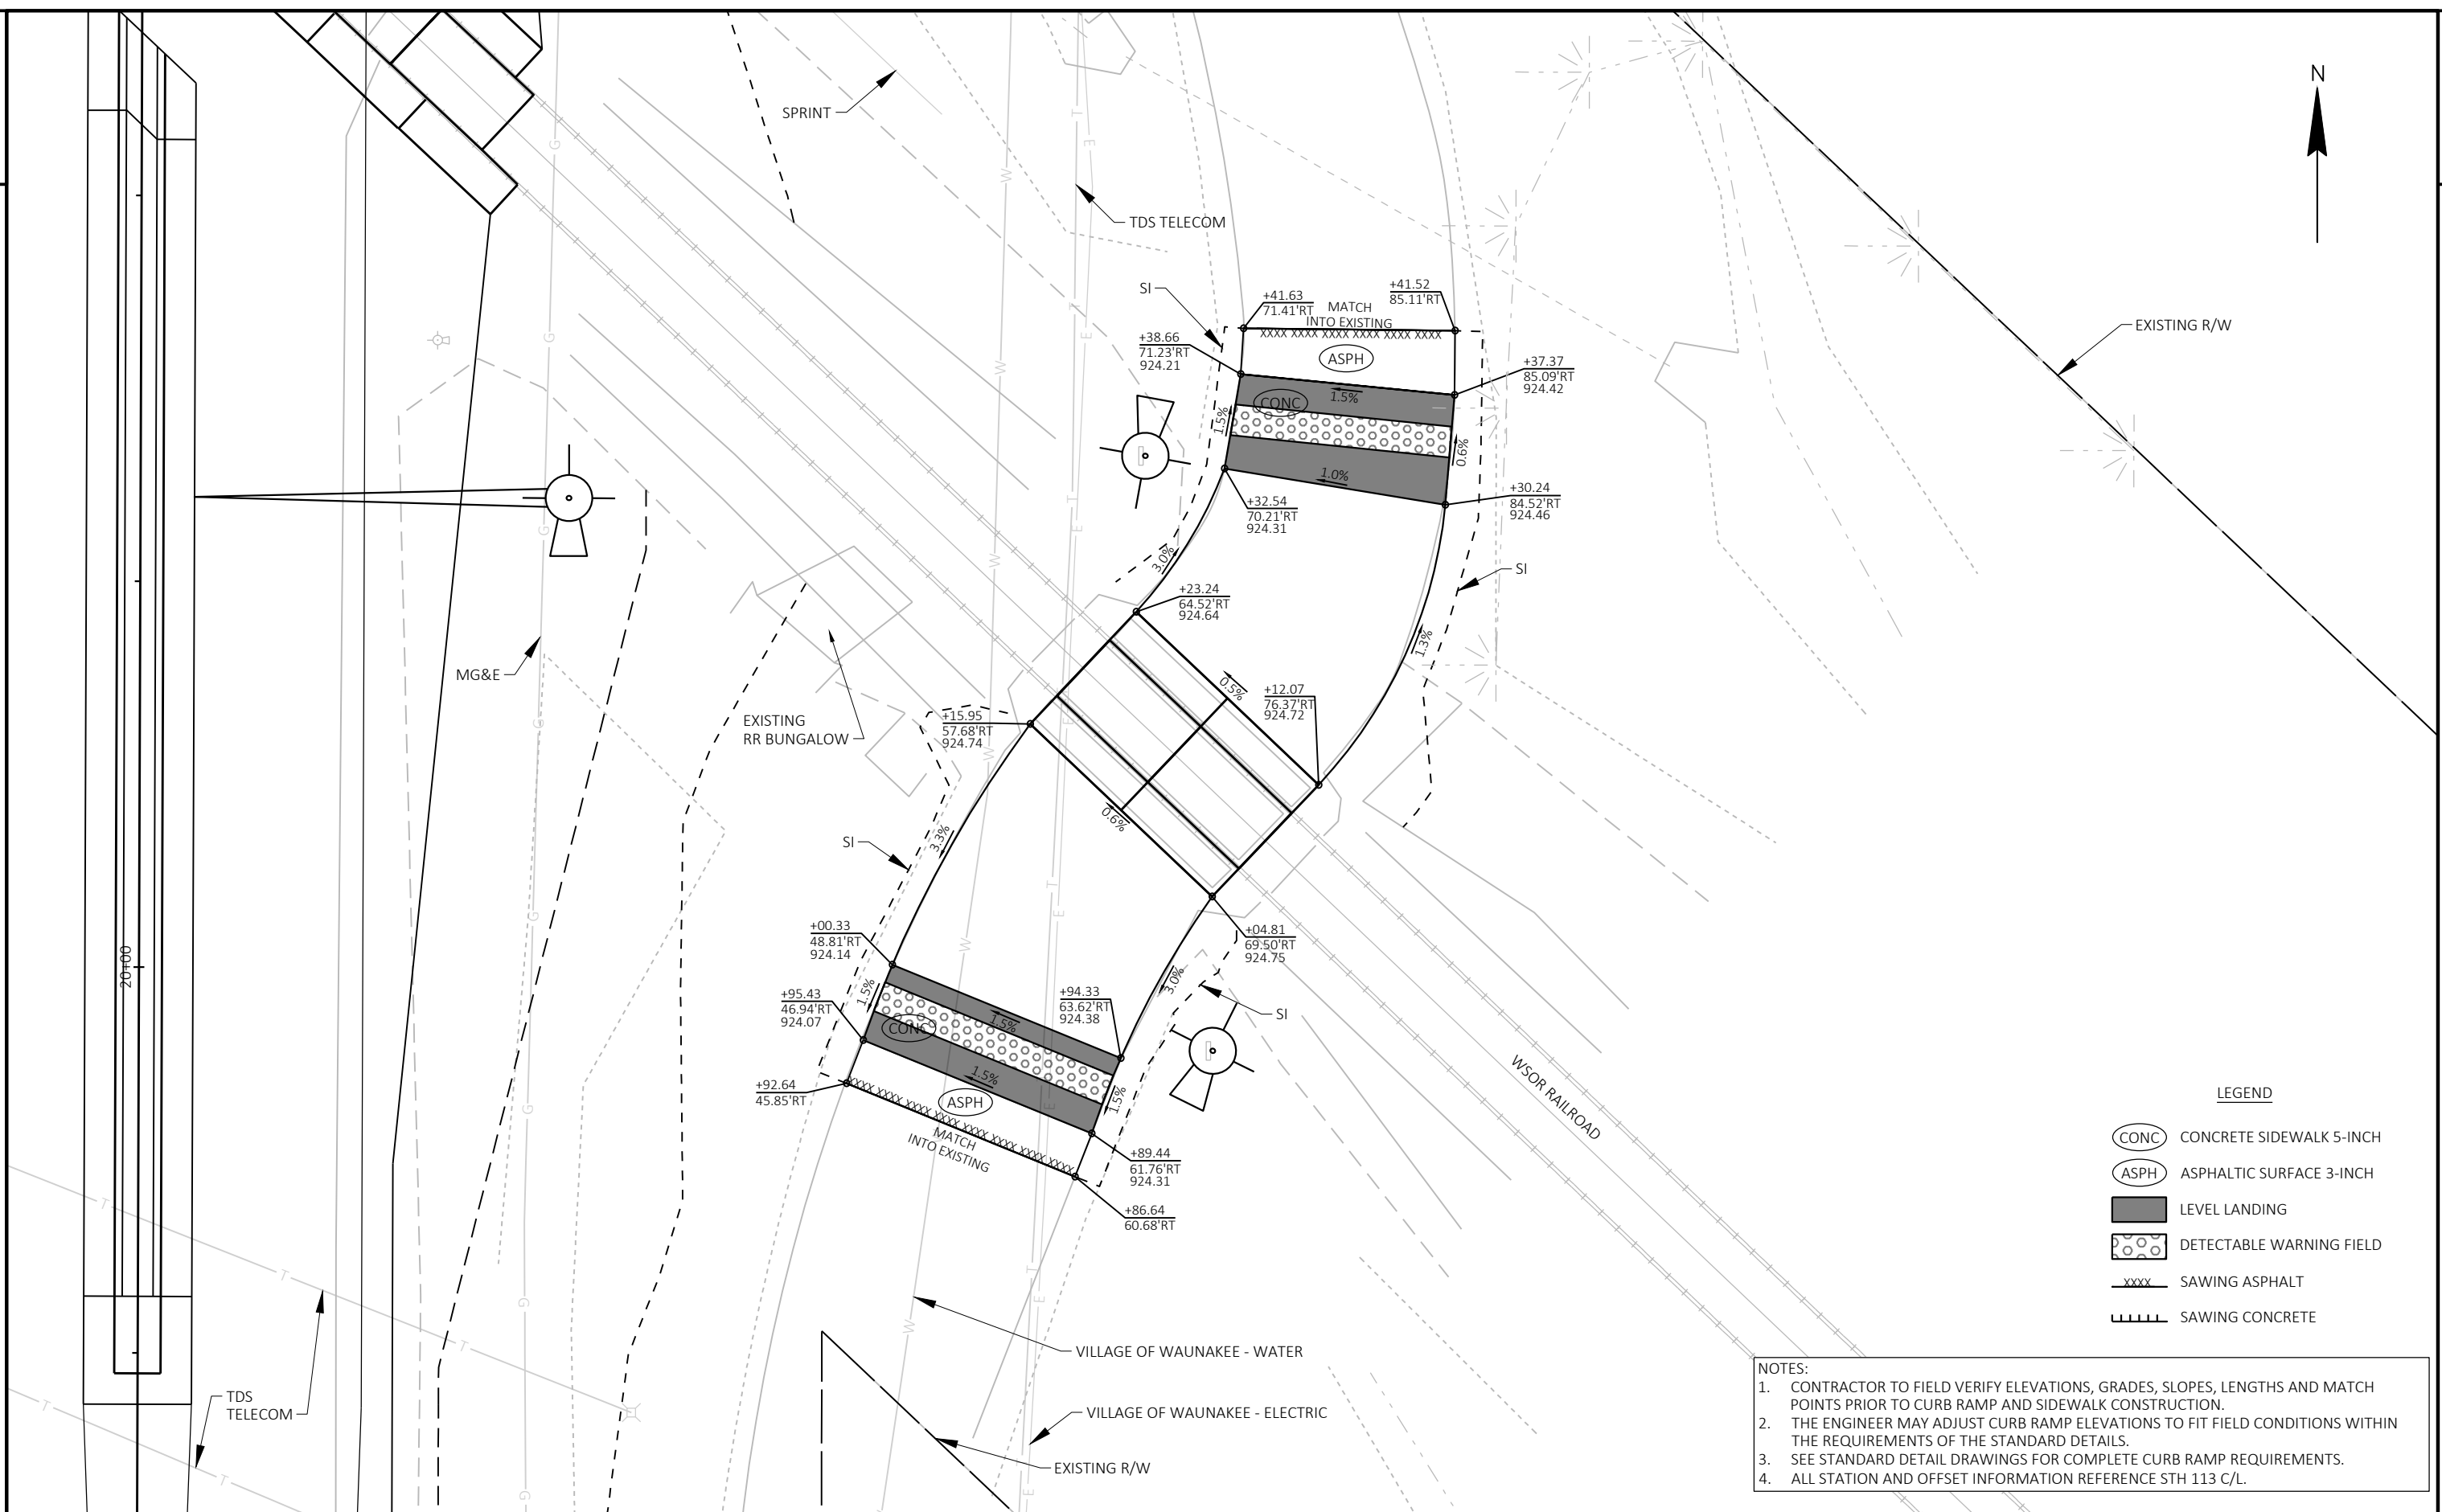 N
SPRINT
TDS TELECOM
SI
+41.63
71.41'RT
MATCH
INTO EXISTING
XXXX XXXX XXXX XXXX XXXX XXXX
+41.52
85.11'RT
EXISTING R/W
+38.66
71.23'RT
924.21
ASPH
+37.37
85.09'RT
924.42
CONC
1.5%
1.5%
0.6%
1.0%
+32.54
70.21'RT
924.31
+30.24
84.52'RT
924.46
3.0%
SI
+23.24
64.52'RT
924.64
1.3%
MG&E
EXISTING
RR BUNGALOW
0.5%
+12.07
76.37'RT
924.72
+15.95
57.68'RT
924.74
0.6%
3.3%
SI
+00.33
48.81'RT
924.14
+04.81
69.50'RT
924.75
20+00
+95.43
46.94'RT
924.07
1.5%
CONC
1.5%
+94.33
63.62'RT
924.38
3.0%
SI
1.5%
1.5%
+92.64
45.85'RT
ASPH
XXXX XXXX XXXX XXXX XXXX XXXX XXXX
MATCH
INTO EXISTING
+89.44
61.76'RT
924.31
+86.64
60.68'RT
WSOR RAILROAD
VILLAGE OF WAUNAKEE - WATER
VILLAGE OF WAUNAKEE - ELECTRIC
EXISTING R/W
TDS
TELECOM
LEGEND
CONC CONCRETE SIDEWALK 5-INCH
ASPH ASPHALTIC SURFACE 3-INCH
LEVEL LANDING
DETECTABLE WARNING FIELD
XXXX SAWING ASPHALT
SAWING CONCRETE
NOTES:
1. CONTRACTOR TO FIELD VERIFY ELEVATIONS, GRADES, SLOPES, LENGTHS AND MATCH
POINTS PRIOR TO CURB RAMP AND SIDEWALK CONSTRUCTION.
2. THE ENGINEER MAY ADJUST CURB RAMP ELEVATIONS TO FIT FIELD CONDITIONS WITHIN
THE REQUIREMENTS OF THE STANDARD DETAILS.
3. SEE STANDARD DETAIL DRAWINGS FOR COMPLETE CURB RAMP REQUIREMENTS.
4. ALL STATION AND OFFSET INFORMATION REFERENCE STH 113 C/L.